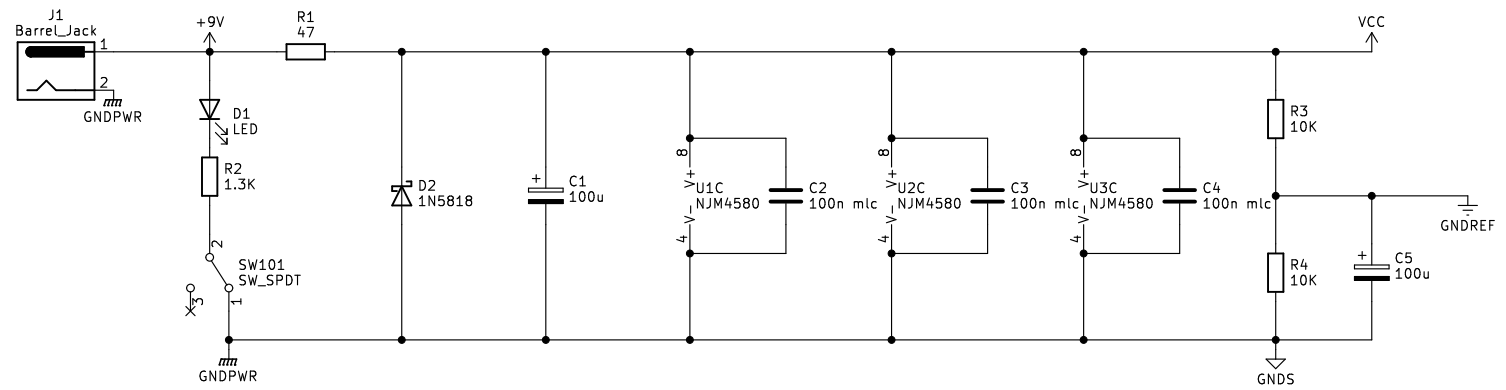 J1
Barrel_Jack
1
2
GNDPWR
+9V
R1
47
D1
LED
R2
1.3K
2
SW101
SW_SPDT
3
1
GNDPWR
D2
1N5818
+
C1
100u
8
V+
U1C
NJM4580
V-
4
C2
100n mlc
8
V+
U2C
NJM4580
V-
4
C3
100n mlc
8
V+
U3C
NJM4580
V-
4
C4
100n mlc
VCC
R3
10K
GNDREF
R4
10K
+
C5
100u
GNDS